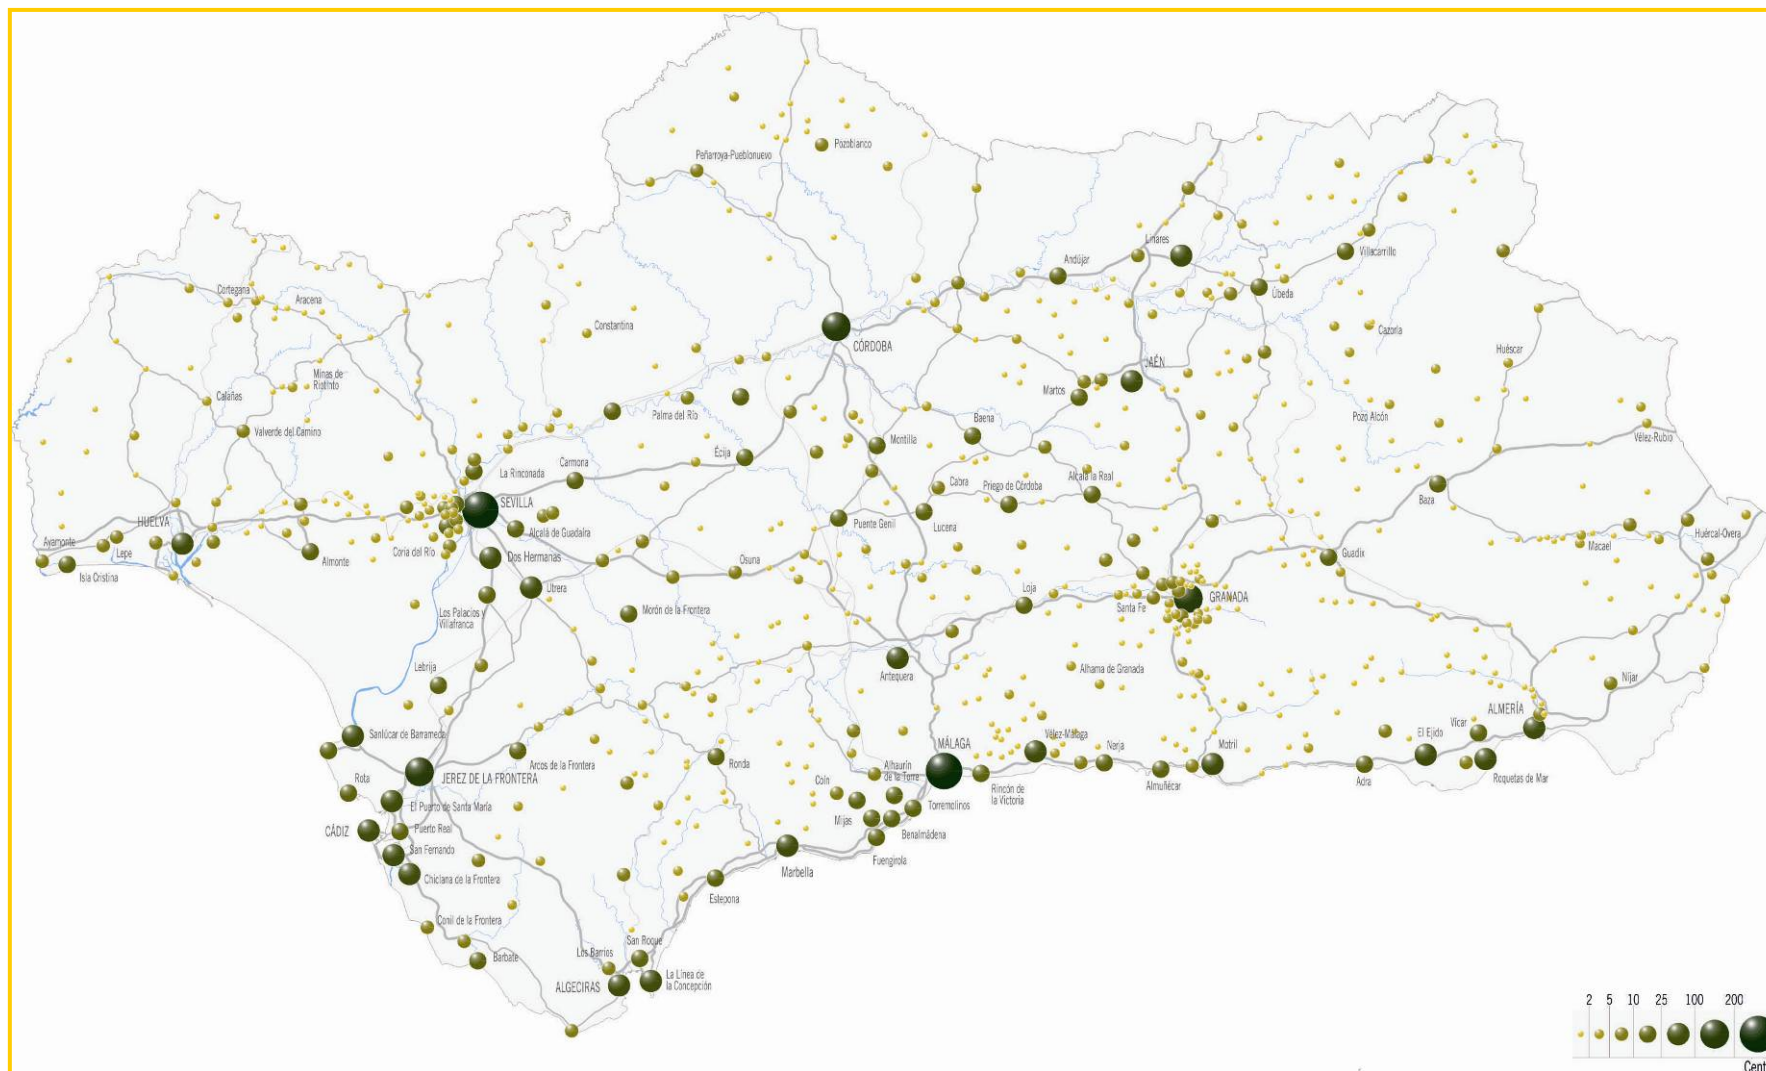 Pozoblanco
Peñarroya-Pueblonuevo
Linares
Andújar
Villacarrillo
Úbeda
Cortegana
Aracena
Constantina
CÓRDOBA
Cazorla
Huéscar
JAÉN
Minas de
Riotinto
Calañas
Martos
Palma del Río
Pozo Alcón
Baena
Valverde del Camino
Montilla
Vélez-Rubio
Écija
Carmona
La Rinconada
Alcalá la Real
Cabra
Priego de Córdoba
Baza
SEVILLA
HUELVA
Puente Genil
Lucena
Alcalá de Guadaíra
Huércal-Overa
Ayamonte
Lepe
Coria del Río
Macael
Almonte
Dos Hermanas
Guadix
Osuna
Isla Cristina
Utrera
Loja
Santa Fe
GRANADA
Los Palacios y
Villafranca
Morón de la Frontera
Lebrija
Alhama de Granada
Antequera
Níjar
ALMERÍA
Vícar
Sanlúcar de Barrameda
El Ejido
Vélez-Málaga
MÁLAGA
Nerja
Motril
Arcos de la Frontera
Ronda
Alhaurín
de la Torre
JEREZ DE LA FRONTERA
Rota
Coín
Roquetas de Mar
Adra
Almuñécar
Rincón de
la Victoria
El Puerto de Santa María
Torremolinos
Mijas
CÁDIZ
Puerto Real
Benalmádena
San Fernando
Fuengirola
Marbella
Chiclana de la Frontera
Estepona
Conil de la Frontera
San Roque
Los Barrios
Barbate
La Línea de
la Concepción
ALGECIRAS
2 5 10 25 100 200
Cent